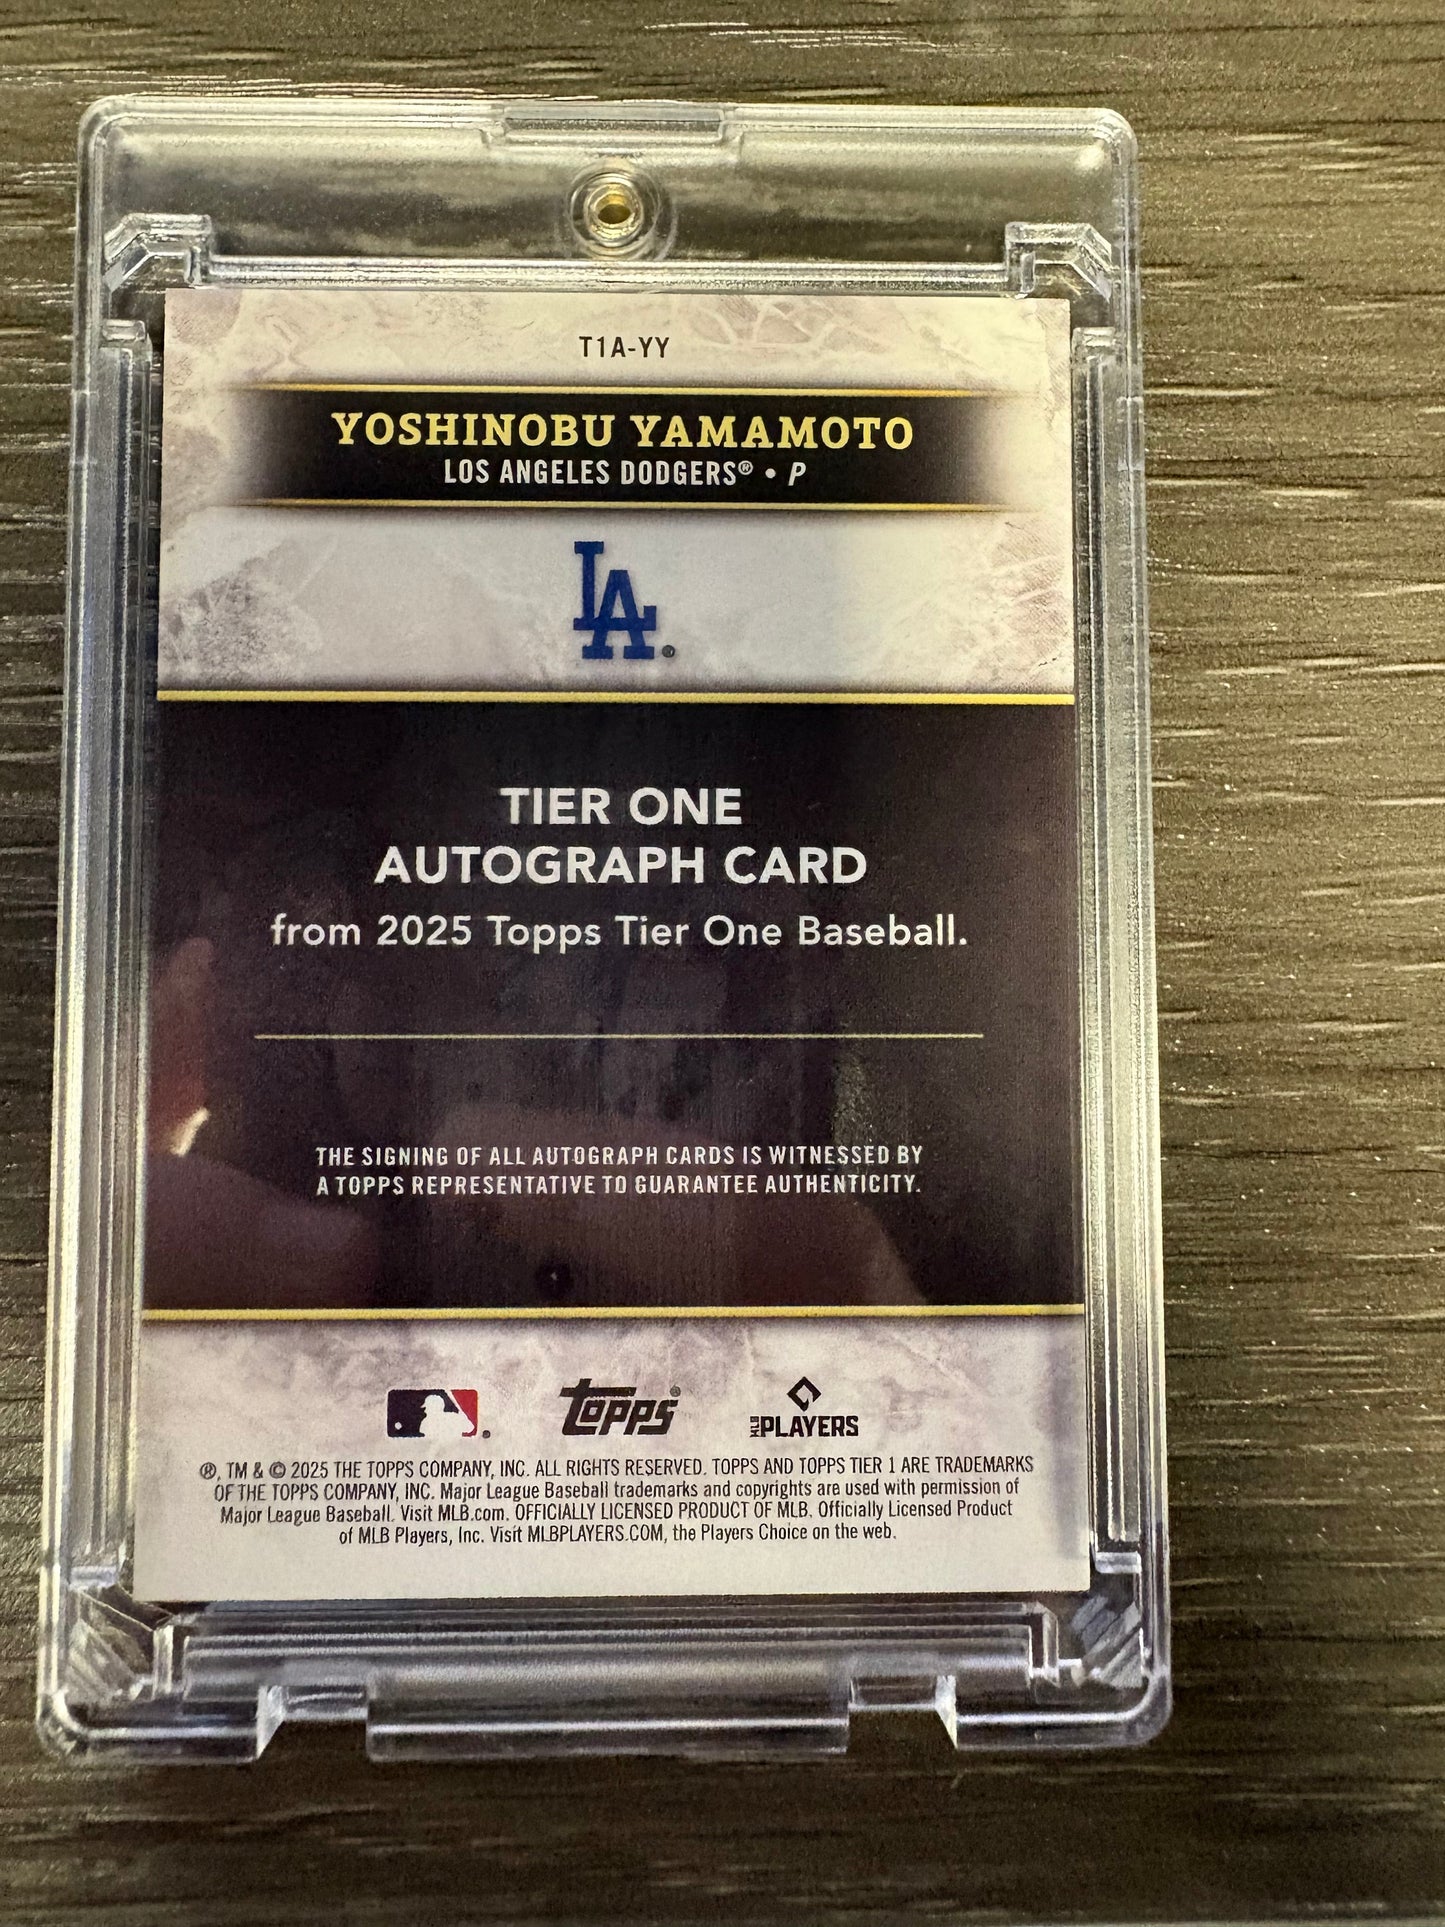 T1A-YY
YOSHINOBU YAMAMOTO
LOS ANGELES DODGERS® • P
LA®
TIER ONE
AUTOGRAPH CARD
from 2025 Topps Tier One Baseball.
THE SIGNING OF ALL AUTOGRAPH CARDS IS WITNESSED BY
A TOPPS REPRESENTATIVE TO GUARANTEE AUTHENTICITY.
topps® MLB PLAYERS
®, TM & © 2025 THE TOPPS COMPANY, INC. ALL RIGHTS RESERVED. TOPPS AND TOPPS TIER 1 ARE TRADEMARKS
OF THE TOPPS COMPANY, INC. Major League Baseball trademarks and copyrights are used with permission of
Major League Baseball. Visit MLB.com. OFFICIALLY LICENSED PRODUCT OF MLB. Officially Licensed Product
of MLB Players, Inc. Visit MLBPLAYERS.COM, the Players Choice on the web.